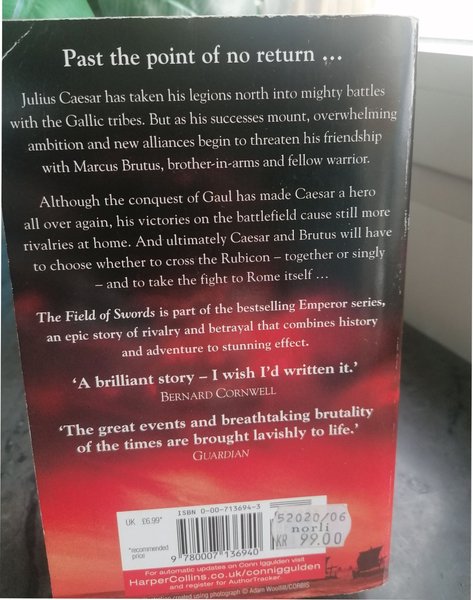 Past the point of no return ...
Julius Caesar has taken his legions north into mighty battles
with the Gallic tribes. But as his successes mount, overwhelming
ambition and new alliances begin to threaten his friendship
with Marcus Brutus, brother-in-arms and fellow warrior.
Although the conquest of Gaul has made Caesar a hero
all over again, his victories on the battlefield cause still more
rivalries at home. And ultimately Caesar and Brutus will have
to choose whether to cross the Rubicon – together or singly
– and to take the fight to Rome itself ...
The Field of Swords is part of the bestselling Emperor series,
an epic story of rivalry and betrayal that combines history
and adventure to stunning effect.
‘A brilliant story – I wish I’d written it.’
BERNARD CORNWELL
‘The great events and breathtaking brutality
of the times are brought lavishly to life.’
GUARDIAN
ISBN 0-00-713694-3
UK £6.99*
*recommended
price
9 780007 136940
52020/06
norli
KR 99.00
For automatic updates on Conn Iggulden visit
HarperCollins.co.uk/conniggulden
and register for AuthorTracker.
created using photograph © Adam Woolfitt/CORBIS